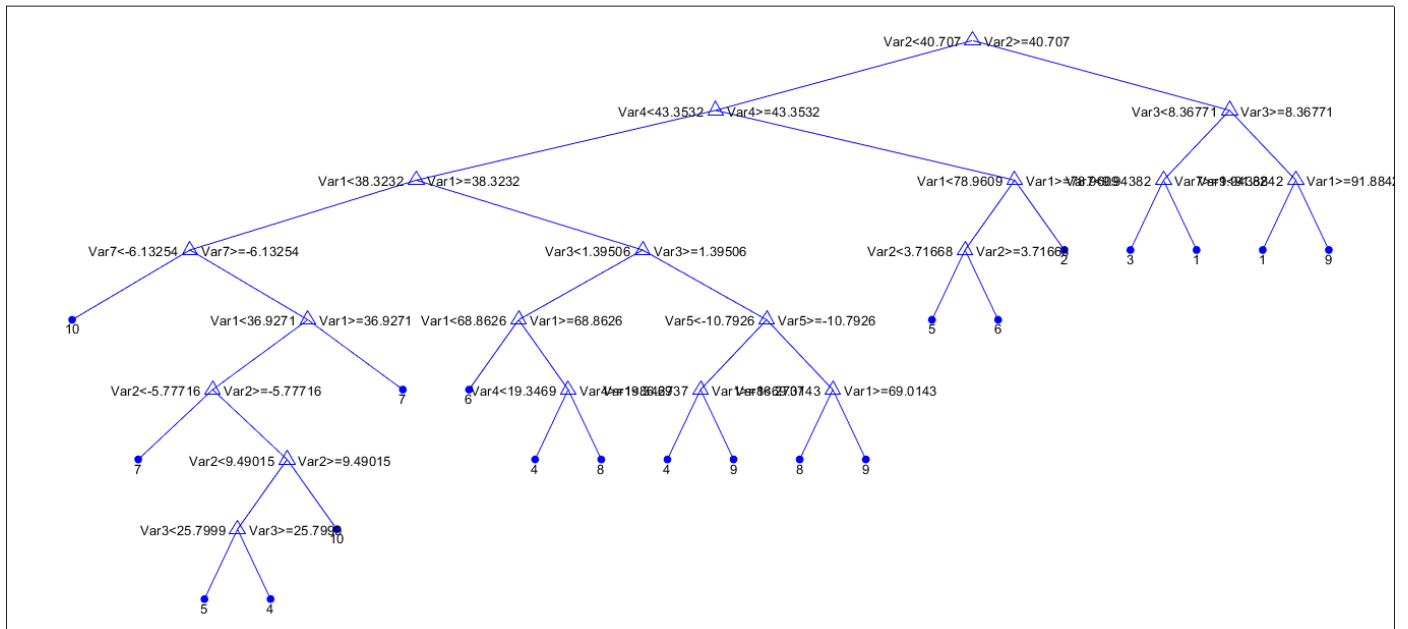 Var2<40.707 Var2>=40.707
Var4<43.3532 Var4>=43.3532 Var3<8.36771 Var3>=8.36771
Var1<38.3232 Var1>=38.3232 Var1<78.9609 Var1>=78.9609 Var1>=91.8842
Var7<-6.13254 Var7>=-6.13254 Var3<1.39506 Var3>=1.39506 Var2<3.71668 Var2>=3.71668 2 3 1 1 9
10 Var1<36.9271 Var1>=36.9271 Var1<68.8626 Var1>=68.8626 Var5<-10.7926 Var5>=-10.7926 5 6
Var2<-5.77716 Var2>=-5.77716 7 6 Var4<19.3469 Var1>=69.0143
7 Var2<9.49015 Var2>=9.49015 4 8 4 9 8 9
Var3<25.7999 Var3>=25.7999 10
5 4